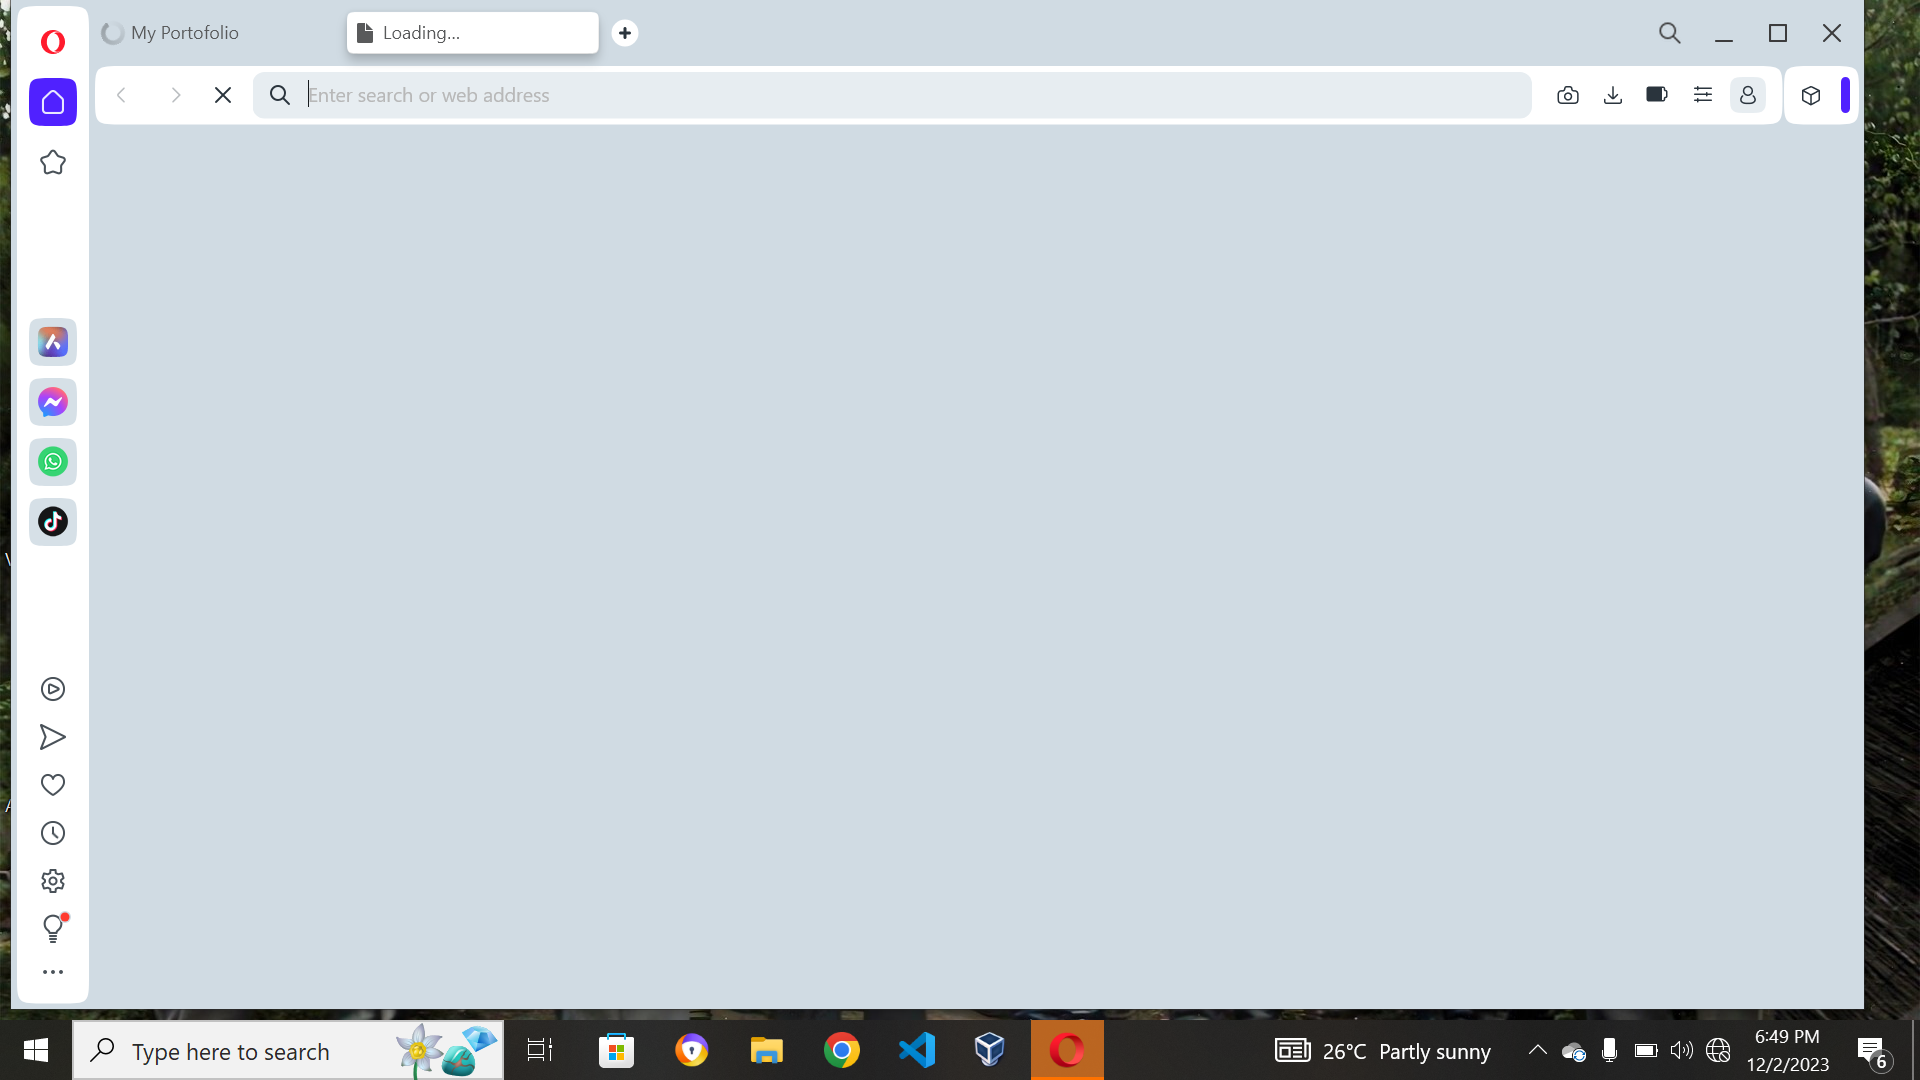 My Portofolio
Loading...
Enter search or web address
Type here to search
26°C Partly sunny
6:49 PM
12/2/2023
6